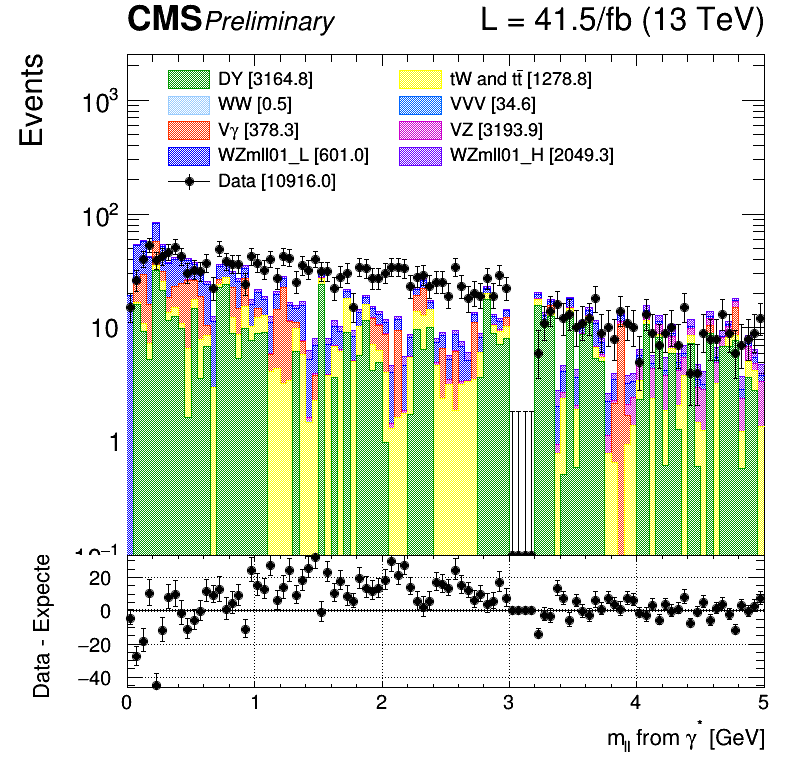 CMS Preliminary L = 41.5/fb (13 TeV)
Events
DY [3164.8] tW and tt̄ [1278.8]
WW [0.5] VVV [34.6]
Vγ [378.3] VZ [3193.9]
WZmll01_L [601.0] WZmll01_H [2049.3]
Data [10916.0]
10³
10²
10
1
10⁻¹
Data - Expecte
20
0
−20
−40
0 1 2 3 4 5
m_ll from γ* [GeV]